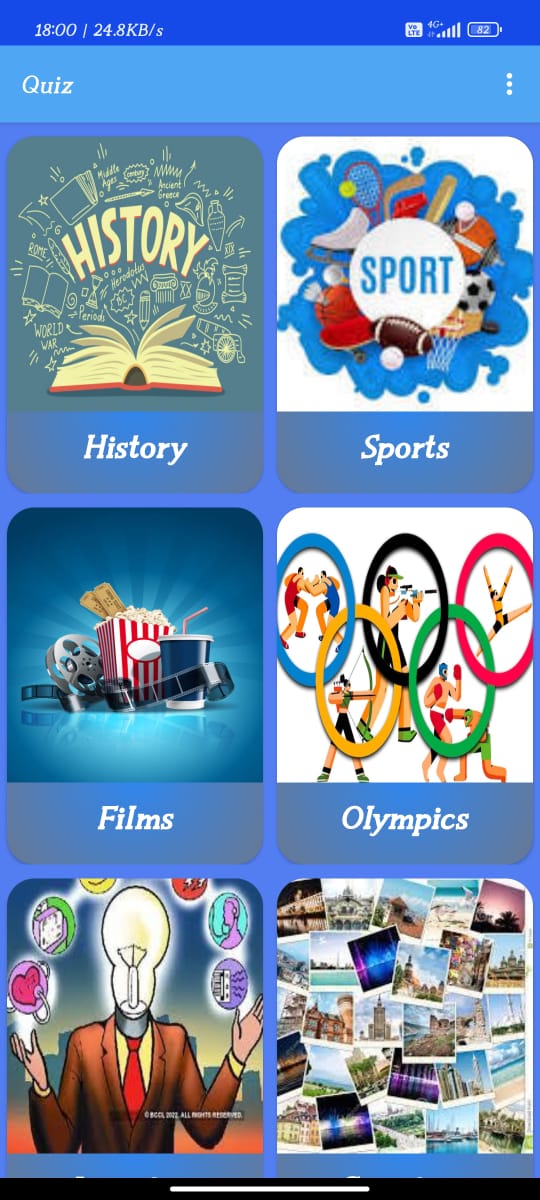 18:00 | 24.8KB/s
Vo LTE 4G+ 82
Quiz
Middle Ages
century
Ancient Greece
HISTORY
ROME
XIX
Herodotus
BC
Periods
WORLD WAR
SPORT
History
Sports
Films
Olympics
© BCCL 2022. ALL RIGHTS RESERVED.